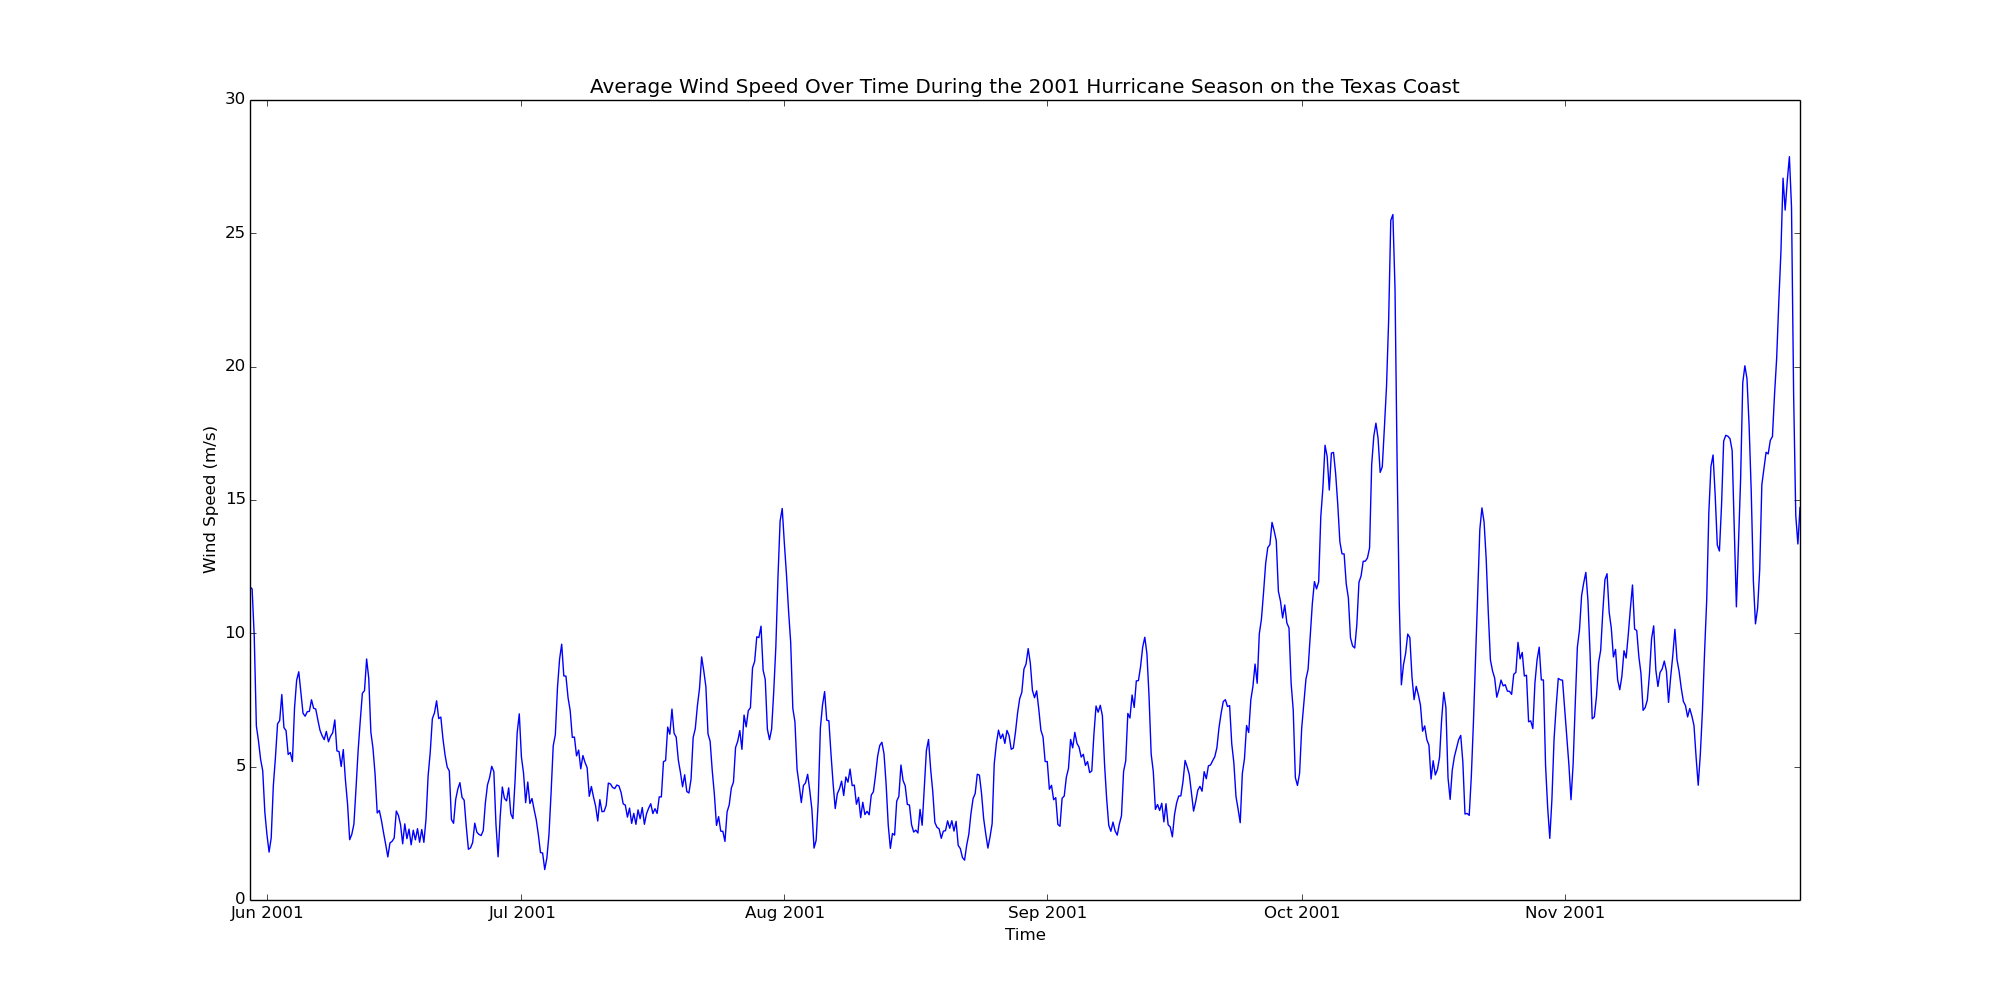 Average Wind Speed Over Time During the 2001 Hurricane Season on the Texas Coast
30
25
20
15
10
5
0
Wind Speed (m/s)
Jun 2001 Jul 2001 Aug 2001 Sep 2001 Oct 2001 Nov 2001
Time